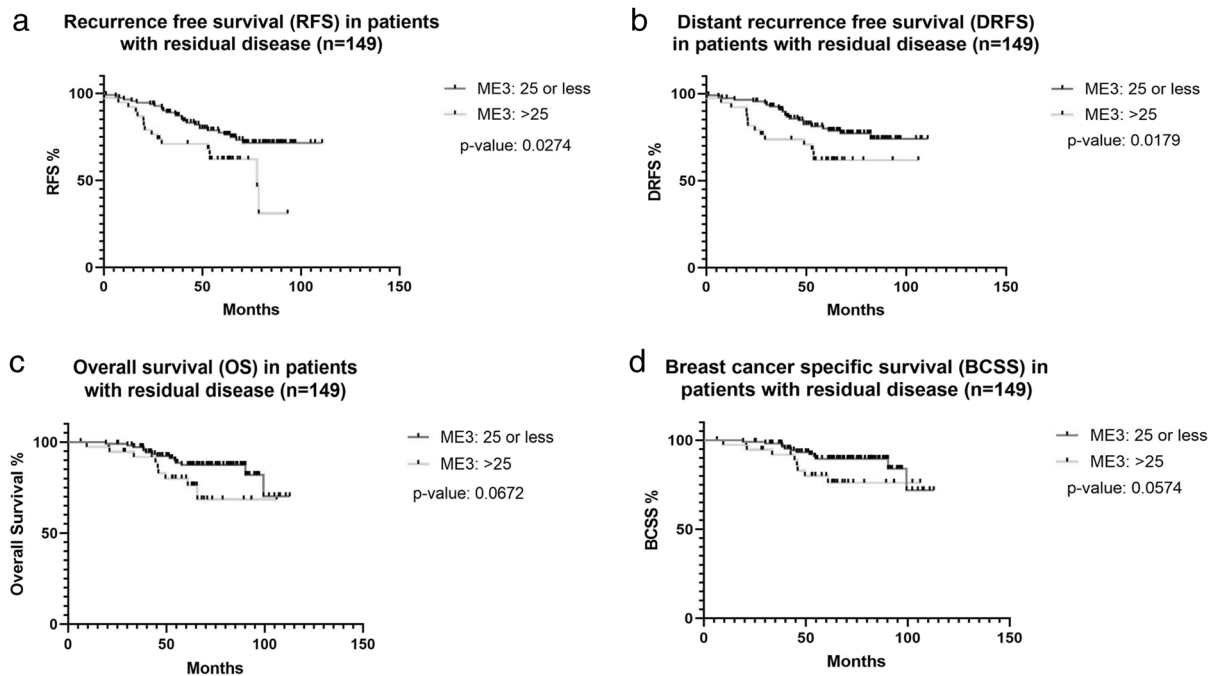 a
Recurrence free survival (RFS) in patients
with residual disease (n=149)
100
50
0
RFS %
0 50 100 150
Months
ME3: 25 or less
ME3: >25
p-value: 0.0274
b
Distant recurrence free survival (DRFS)
in patients with residual disease (n=149)
100
50
0
DRFS %
0 50 100 150
Months
ME3: 25 or less
ME3: >25
p-value: 0.0179
c
Overall survival (OS) in patients
with residual disease (n=149)
100
50
0
Overall Survival %
0 50 100 150
Months
ME3: 25 or less
ME3: >25
p-value: 0.0672
d
Breast cancer specific survival (BCSS) in
patients with residual disease (n=149)
100
50
0
BCSS %
0 50 100 150
Months
ME3: 25 or less
ME3: >25
p-value: 0.0574